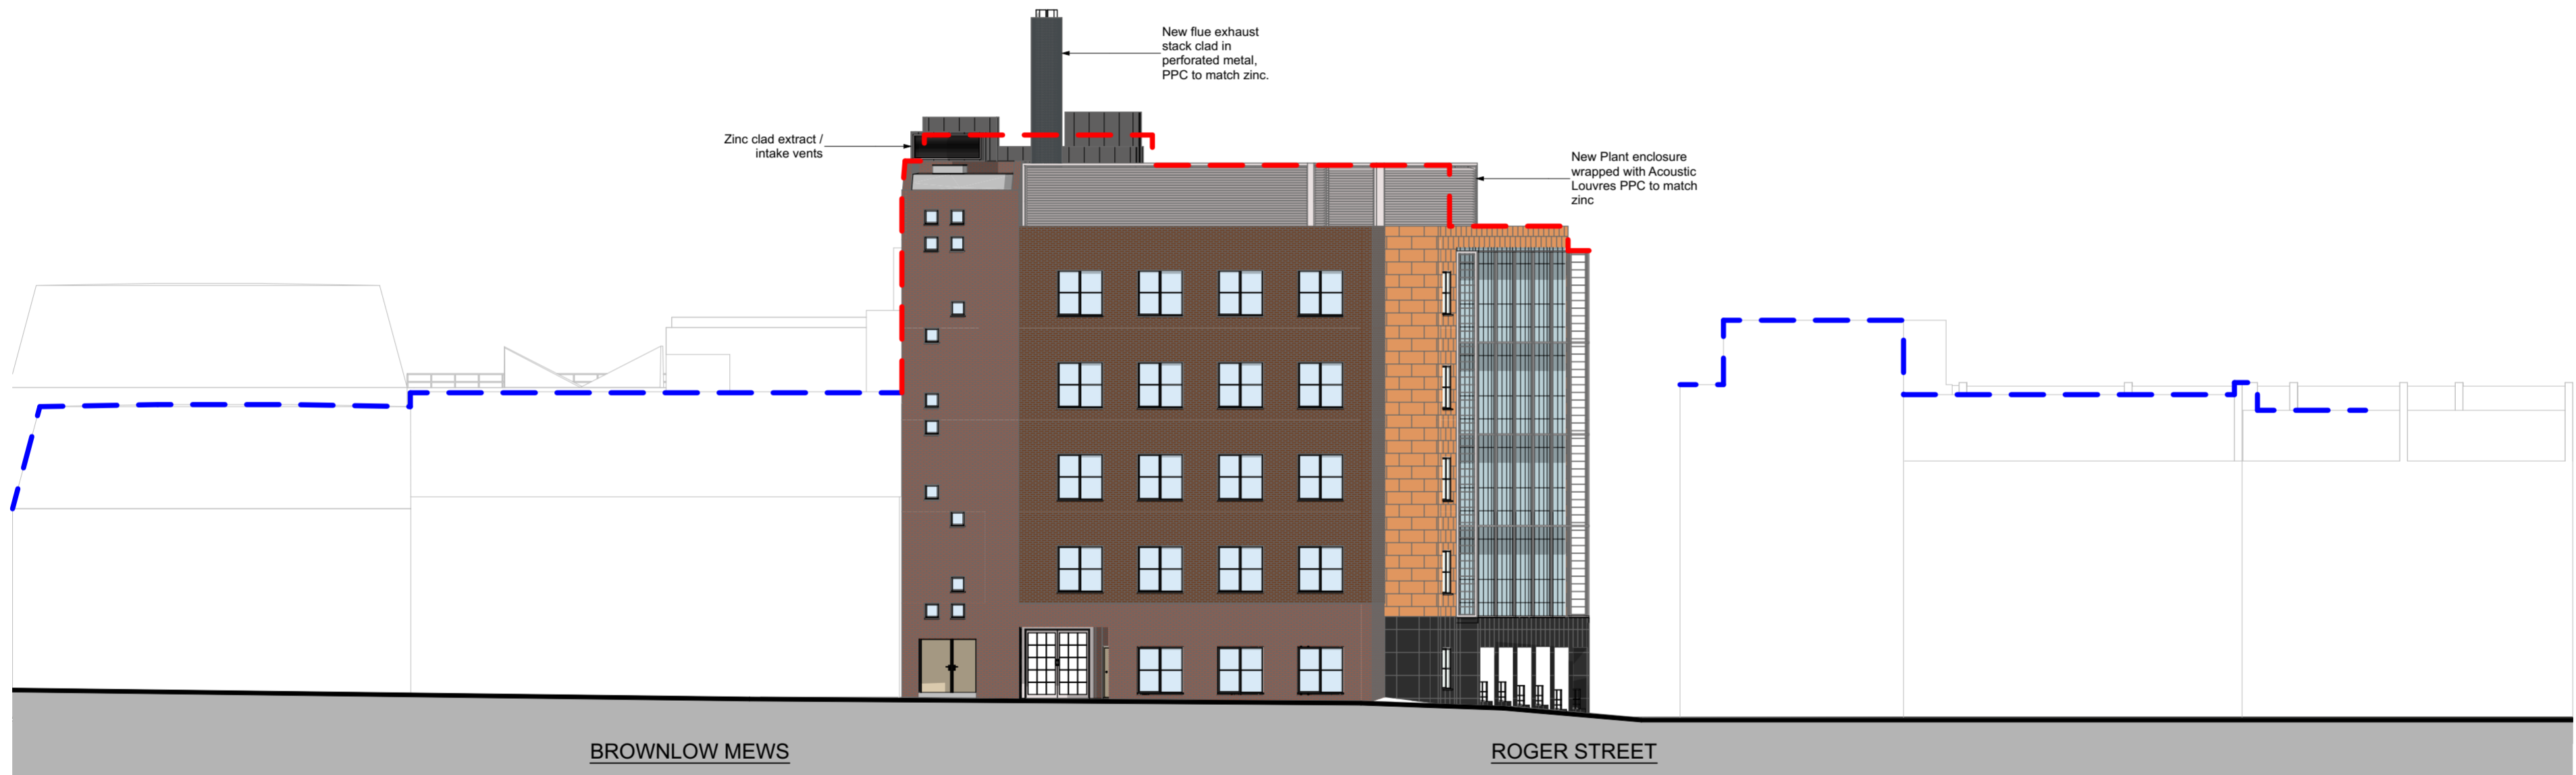 New flue exhaust
stack clad in
perforated metal,
PPC to match zinc.
Zinc clad extract /
intake vents
New Plant enclosure
wrapped with Acoustic
Louvres PPC to match
zinc
BROWNLOW MEWS
ROGER STREET